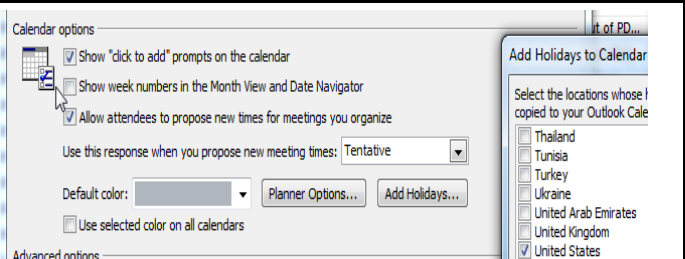 Calendar options
Show "click to add" prompts on the calendar
Show week numbers in the Month View and Date Navigator
Allow attendees to propose new times for meetings you organize
Use this response when you propose new meeting times: Tentative
Default color: Planner Options... Add Holidays...
Use selected color on all calendars
Advanced options
of PD...
Add Holidays to Calendar
Select the locations whose
copied to your Outlook
Thailand
Tunisia
Turkey
Ukraine
United Arab Emirates
United Kingdom
United States